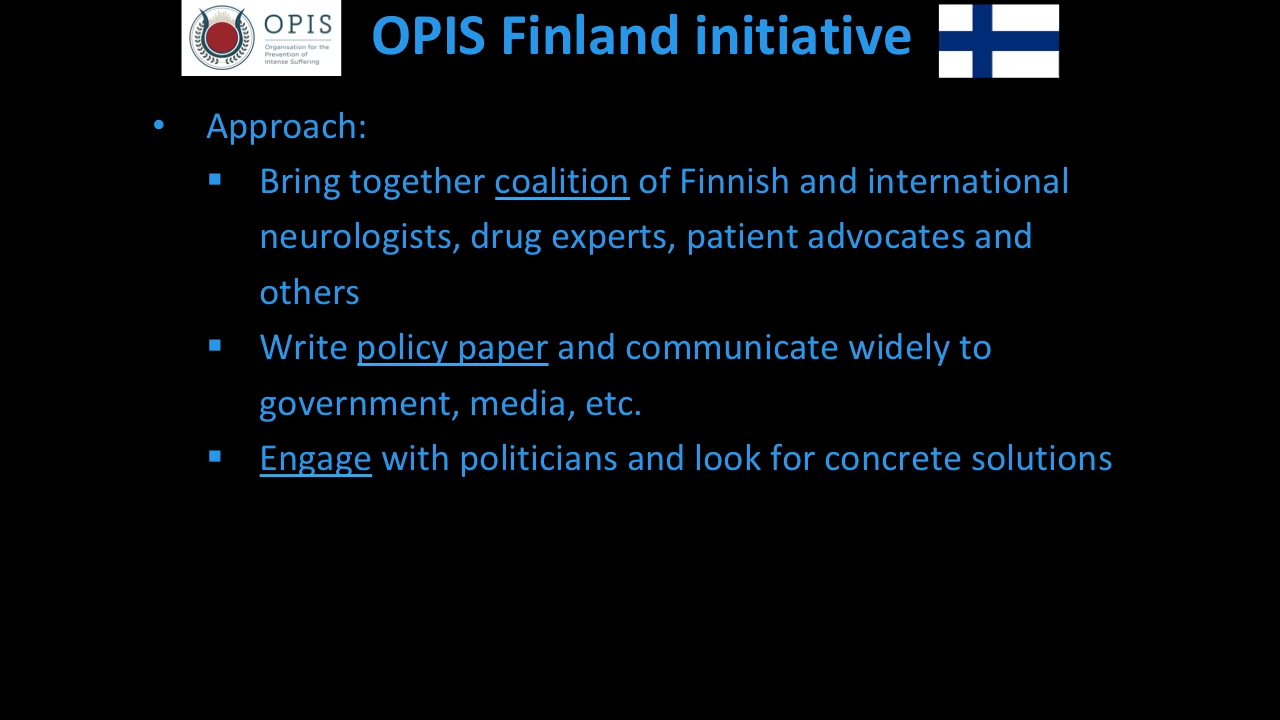 OPIS
Organisation for the
Prevention of
Intense Suffering
OPIS Finland initiative
• Approach:
▪ Bring together coalition of Finnish and international
neurologists, drug experts, patient advocates and
others
▪ Write policy paper and communicate widely to
government, media, etc.
▪ Engage with politicians and look for concrete solutions